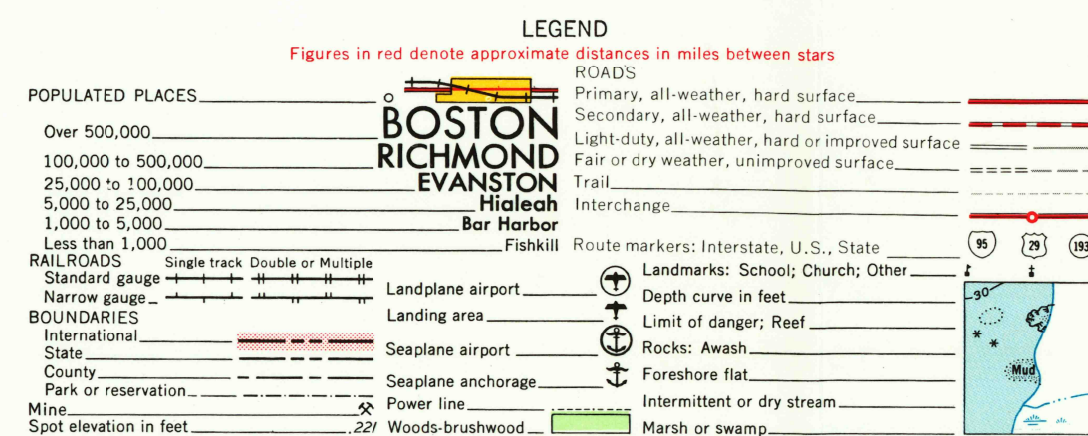 LEGEND
Figures in red denote approximate distances in miles between stars
POPULATED PLACES
Over 500,000 BOSTON
100,000 to 500,000 RICHMOND
25,000 to 100,000 EVANSTON
5,000 to 25,000 Hialeah
1,000 to 5,000 Bar Harbor
Less than 1,000 Fishkill
RAILROADS Single track Double or Multiple
Standard gauge
Narrow gauge
BOUNDARIES
International
State
County
Park or reservation
Mine
Spot elevation in feet .221
Landplane airport
Landing area
Seaplane airport
Seaplane anchorage
Power line
Woods-brushwood
ROADS
Primary, all-weather, hard surface
Secondary, all-weather, hard surface
Light-duty, all-weather, hard or improved surface
Fair or dry weather, unimproved surface
Trail
Interchange
Route markers: Interstate, U.S., State 95 29 193
Landmarks: School; Church; Other
Depth curve in feet 30
Limit of danger; Reef
Rocks: Awash
Foreshore flat Mud
Intermittent or dry stream
Marsh or swamp